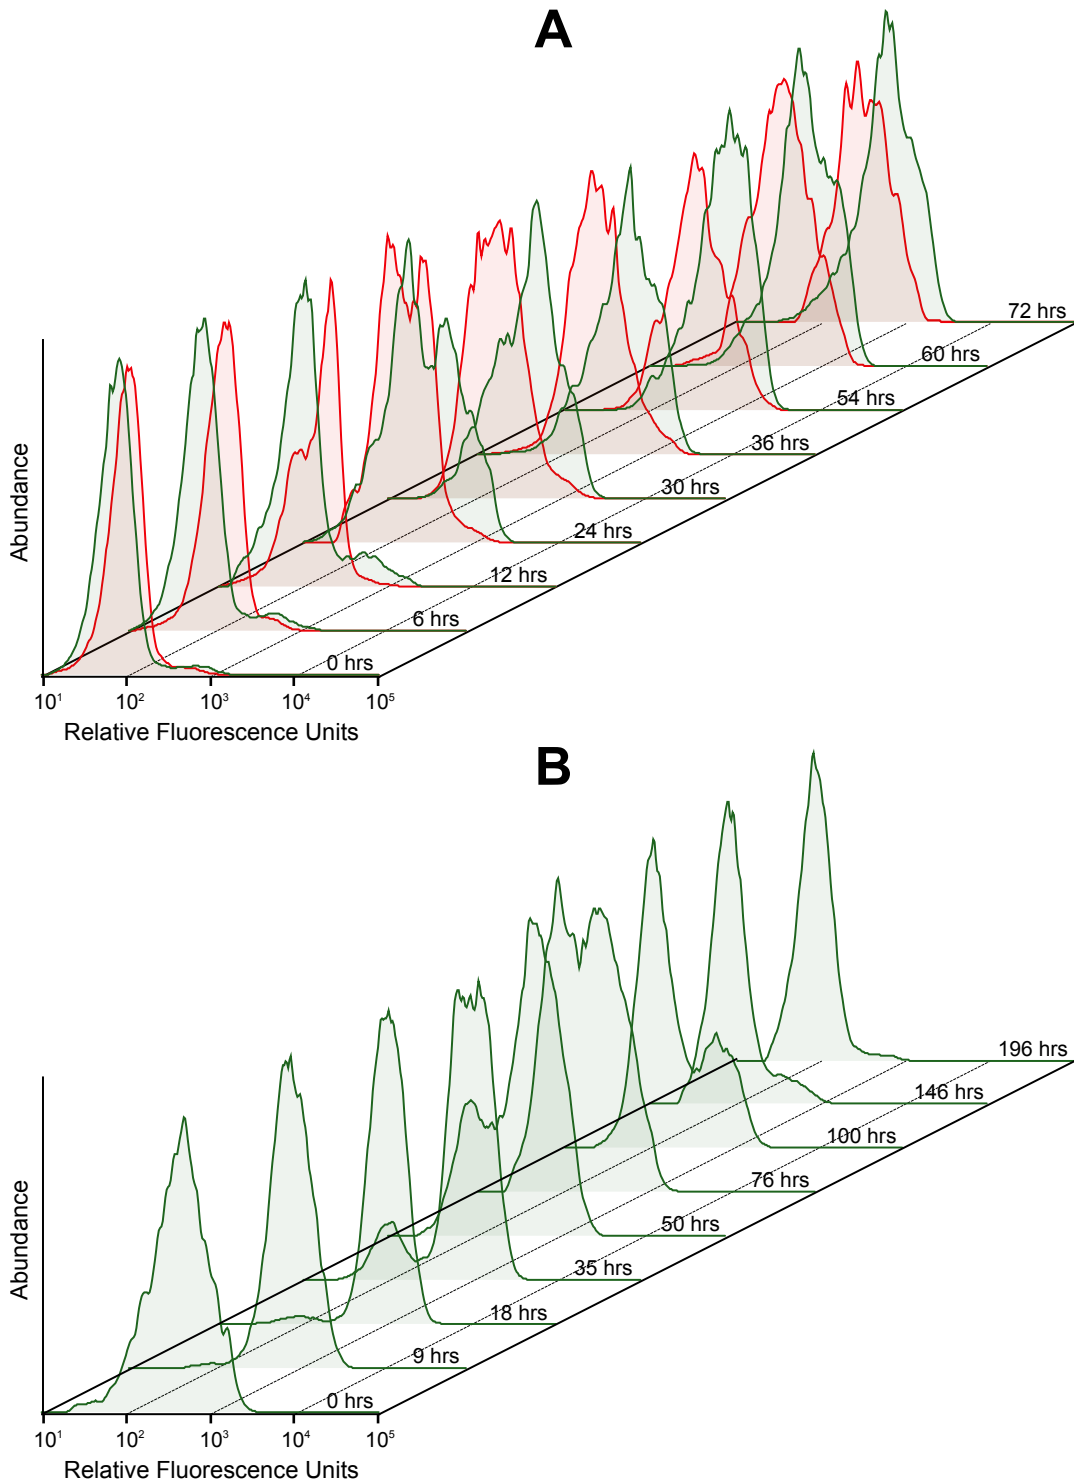 A
72 hrs
60 hrs
54 hrs
36 hrs
30 hrs
24 hrs
12 hrs
6 hrs
0 hrs
Abundance
10¹ 10² 10³ 10⁴ 10⁵
Relative Fluorescence Units
B
196 hrs
146 hrs
100 hrs
76 hrs
50 hrs
35 hrs
18 hrs
9 hrs
0 hrs
Abundance
10¹ 10² 10³ 10⁴ 10⁵
Relative Fluorescence Units